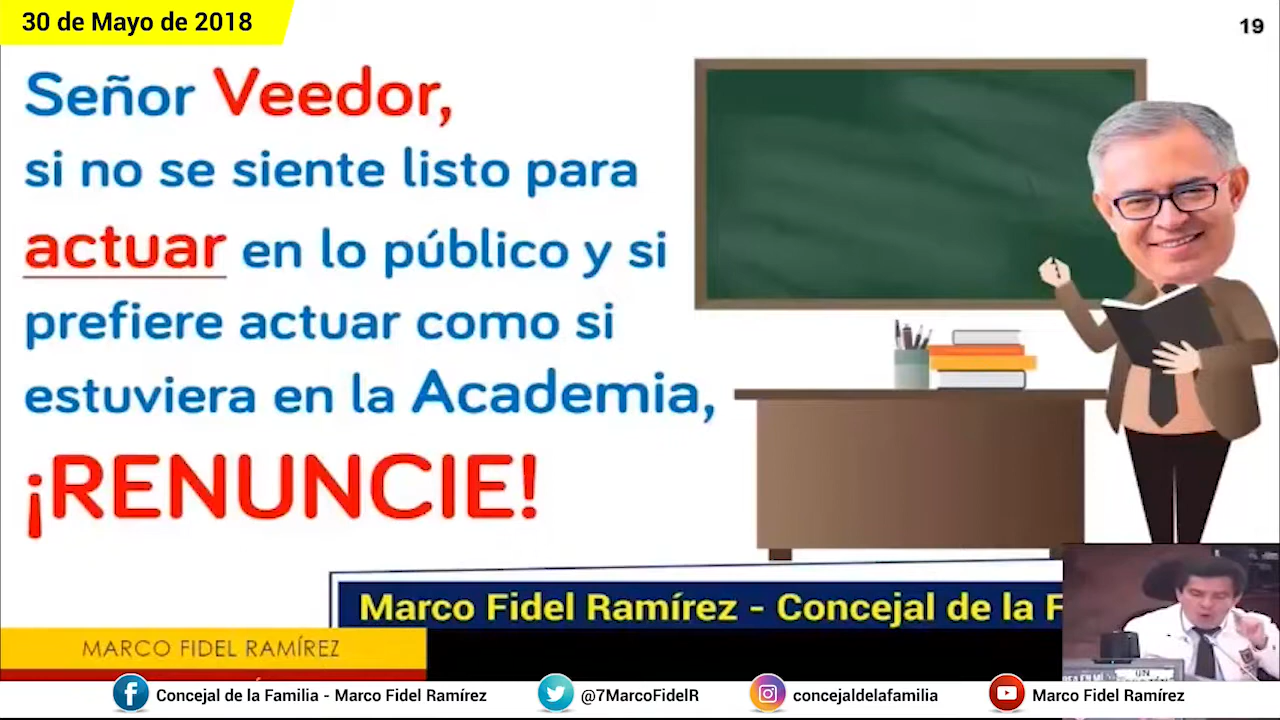 30 de Mayo de 2018
19
Señor Veedor,
si no se siente listo para
actuar en lo público y si
prefiere actuar como si
estuviera en la Academia,
¡RENUNCIE!
Marco Fidel Ramírez - Concejal de la F
MARCO FIDEL RAMÍREZ
UN
Concejal de la Familia - Marco Fidel Ramírez
@7MarcoFidelR
concejaldelafamilia
Marco Fidel Ramírez